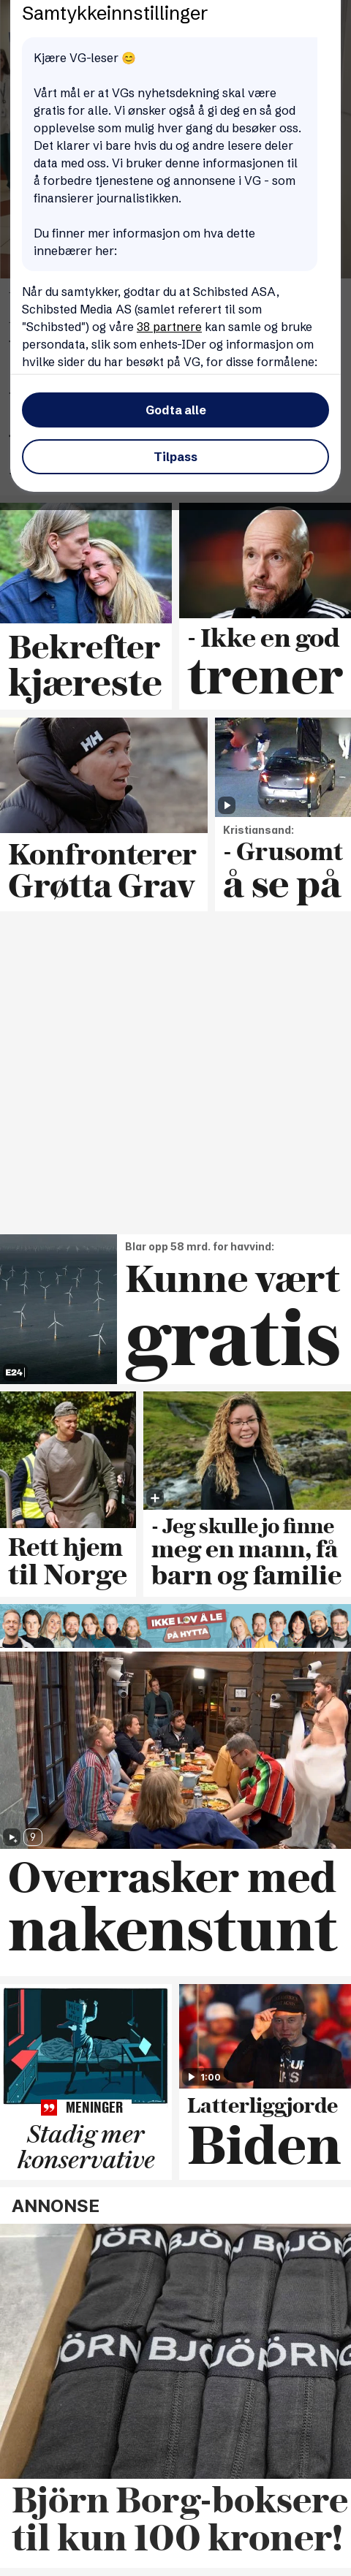 Samtykkeinnstillinger
Kjære VG-leser 😊
Vårt mål er at VGs nyhetsdekning skal være
gratis for alle. Vi ønsker også å gi deg en så god
opplevelse som mulig hver gang du besøker oss.
Det klarer vi bare hvis du og andre lesere deler
data med oss. Vi bruker denne informasjonen til
å forbedre tjenestene og annonsene i VG - som
finansierer journalistikken.
Du finner mer informasjon om hva dette
innebærer her:
Når du samtykker, godtar du at Schibsted ASA,
Schibsted Media AS (samlet referert til som
"Schibsted") og våre 38 partnere kan samle og bruke
persondata, slik som enhets-IDer og informasjon om
hvilke sider du har besøkt på VG, for disse formålene:
Godta alle
Tilpass
Bekrefter
kjæreste
- Ikke en god
trener
HH
Konfronterer
Grøtta Grav
Kristiansand:
- Grusomt
å se på
E24
Blar opp 58 mrd. for havvind:
Kunne vært
gratis
Rett hjem
til Norge
- Jeg skulle jo finne
meg en mann, få
barn og familie
IKKE LOV Å LE
PÅ HYTTA
9
Overrasker med
nakenstunt
MENINGER
Stadig mer
konservative
1:00
Latterliggjorde
Biden
ANNONSE
Björn Borg-boksere
til kun 100 kroner!